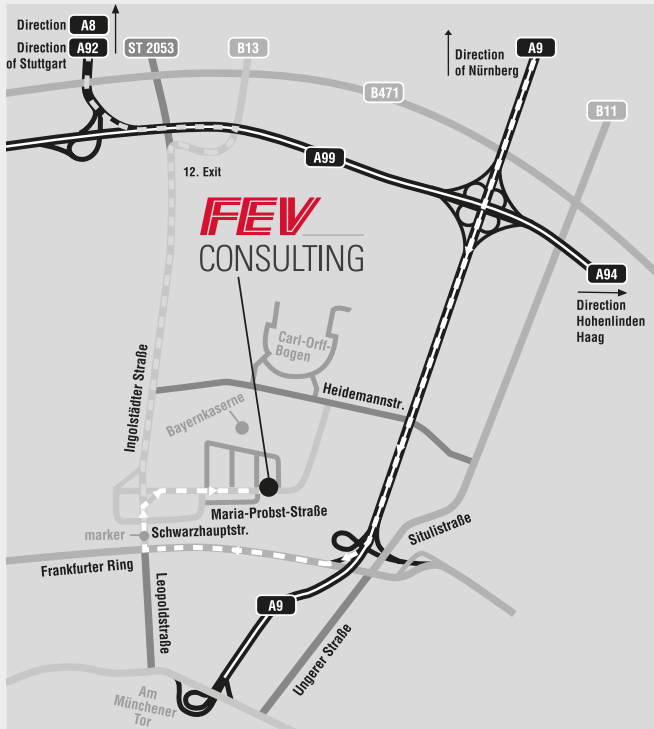 Direction A8
Direction A92
of Stuttgart
ST 2053
B13
Direction
of Nürnberg
A9
B471
B11
A99
12. Exit
FEV
CONSULTING
A94
Direction
Hohenlinden
Haag
Carl-Orff-
Bogen
Ingolstädter Straße
Heidemannstr.
Bayernkaserne
Maria-Probst-Straße
marker
Schwarzhauptstr.
Situlistraße
Frankfurter Ring
Leopoldstraße
A9
Ungerer Straße
Am
Münchener
Tor